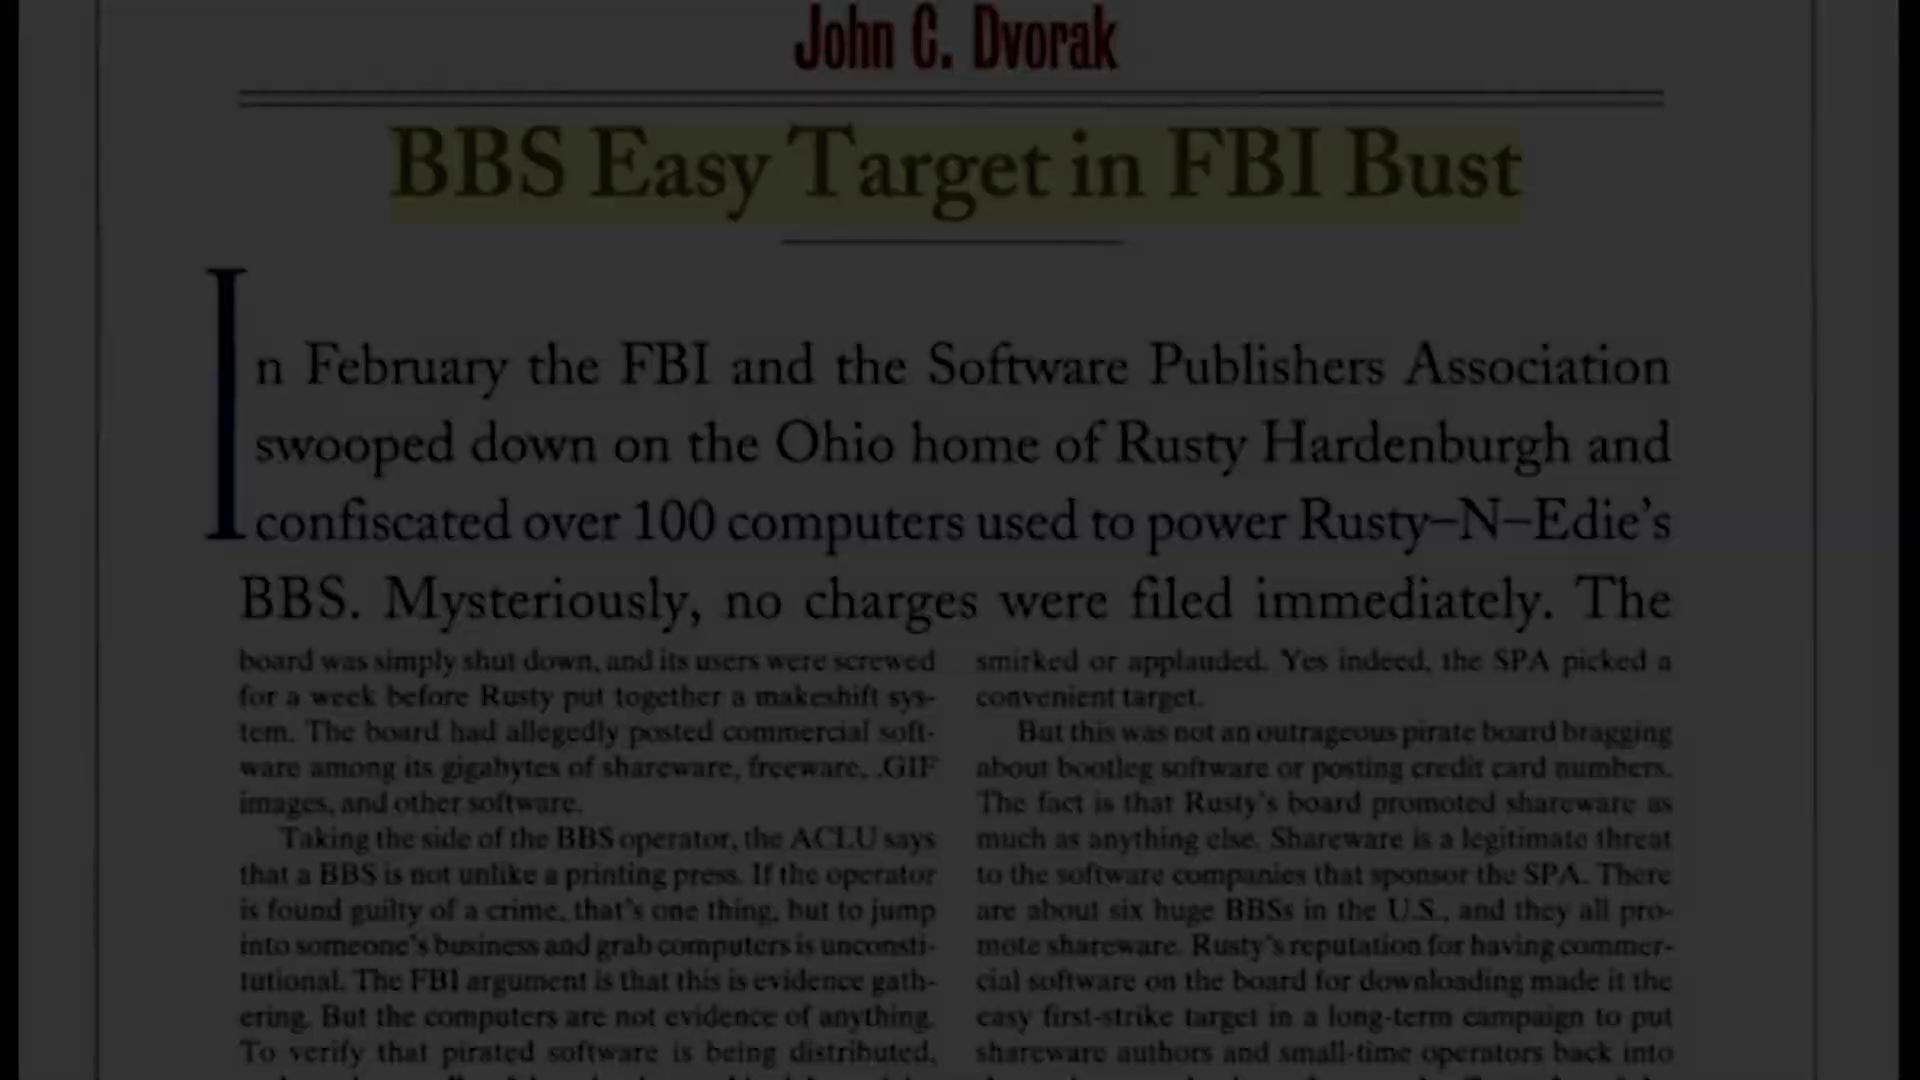 John C. Dvorak
BBS Easy Target in FBI Bust
In February the FBI and the Software Publishers Association
swooped down on the Ohio home of Rusty Hardenburgh and
confiscated over 100 computers used to power Rusty–N–Edie's
BBS. Mysteriously, no charges were filed immediately. The
board was simply shut down, and its users were screwed
for a week before Rusty put together a makeshift sys-
tem. The board had allegedly posted commercial soft-
ware among its gigabytes of shareware, freeware, .GIF
images, and other software.
Taking the side of the BBS operator, the ACLU says
that a BBS is not unlike a printing press. If the operator
is found guilty of a crime, that's one thing, but to jump
into someone's business and grab computers is unconsti-
tutional. The FBI argument is that this is evidence gath-
ering. But the computers are not evidence of anything.
To verify that pirated software is being distributed,
smirked or applauded. Yes indeed, the SPA picked a
convenient target.
But this was not an outrageous pirate board bragging
about bootleg software or posting credit card numbers.
The fact is that Rusty's board promoted shareware as
much as anything else. Shareware is a legitimate threat
to the software companies that sponsor the SPA. There
are about six huge BBSs in the U.S., and they all pro-
mote shareware. Rusty's reputation for having commer-
cial software on the board for downloading made it the
easy first-strike target in a long-term campaign to put
shareware authors and small-time operators back into